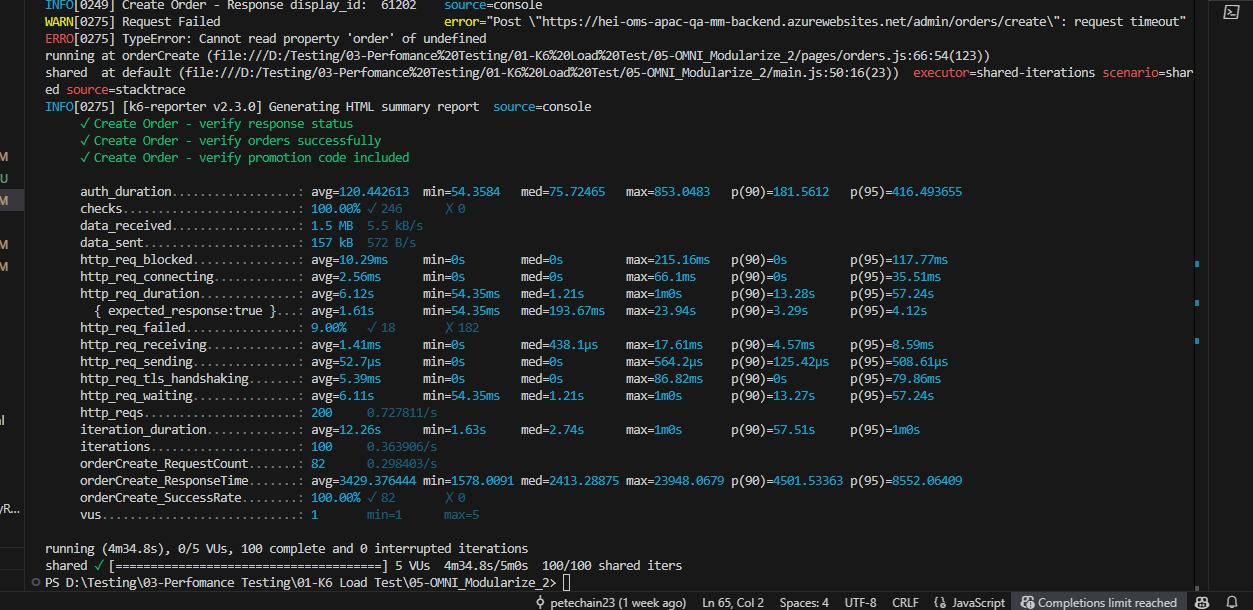 INFO[0249] Create Order - Response display_id:  61202    source=console
WARN[0275] Request Failed                                error="Post \"https://hei-oms-apac-qa-mm-backend.azurewebsites.net/admin/orders/create\": request timeout"
ERRO[0275] TypeError: Cannot read property 'order' of undefined
running at orderCreate (file:///D:/Testing/03-Perfomance%20Testing/01-K6%20Load%20Test/05-OMNI_Modularize_2/pages/orders.js:66:54(123))
shared  at default (file:///D:/Testing/03-Perfomance%20Testing/01-K6%20Load%20Test/05-OMNI_Modularize_2/main.js:50:16(23))  executor=shared-iterations scenario=shar
ed source=stacktrace
INFO[0275] [k6-reporter v2.3.0] Generating HTML summary report  source=console
✓ Create Order - verify response status
✓ Create Order - verify orders successfully
✓ Create Order - verify promotion code included
auth_duration..................: avg=120.442613  min=54.3584   med=75.72465   max=853.0483   p(90)=181.5612   p(95)=416.493655
checks.........................: 100.00% ✓ 246      ✗ 0
data_received..................: 1.5 MB  5.5 kB/s
data_sent......................: 157 kB  572 B/s
http_req_blocked...............: avg=10.29ms     min=0s        med=0s         max=215.16ms   p(90)=0s         p(95)=117.77ms
http_req_connecting............: avg=2.56ms      min=0s        med=0s         max=66.1ms     p(90)=0s         p(95)=35.51ms
http_req_duration..............: avg=6.12s       min=54.35ms   med=1.21s      max=1m0s       p(90)=13.28s     p(95)=57.24s
{ expected_response:true }...: avg=1.61s       min=54.35ms   med=193.67ms   max=23.94s     p(90)=3.29s      p(95)=4.12s
http_req_failed................: 9.00%   ✓ 18       ✗ 182
http_req_receiving.............: avg=1.41ms      min=0s        med=438.1µs    max=17.61ms    p(90)=4.57ms     p(95)=8.59ms
http_req_sending...............: avg=52.7µs      min=0s        med=0s         max=564.2µs    p(90)=125.42µs   p(95)=508.61µs
http_req_tls_handshaking.......: avg=5.39ms      min=0s        med=0s         max=86.82ms    p(90)=0s         p(95)=79.86ms
http_req_waiting...............: avg=6.11s       min=54.35ms   med=1.21s      max=1m0s       p(90)=13.27s     p(95)=57.24s
http_reqs......................: 200     0.727811/s
iteration_duration.............: avg=12.26s      min=1.63s     med=2.74s      max=1m0s       p(90)=57.51s     p(95)=1m0s
iterations.....................: 100     0.363906/s
orderCreate_RequestCount.......: 82      0.298403/s
orderCreate_ResponseTime.......: avg=3429.376444 min=1578.0091 med=2413.28875 max=23948.0679 p(90)=4501.53363 p(95)=8552.06409
orderCreate_SuccessRate........: 100.00% ✓ 82       ✗ 0
vus............................: 1       min=1      max=5
running (4m34.8s), 0/5 VUs, 100 complete and 0 interrupted iterations
shared ✓ [======================================] 5 VUs  4m34.8s/5m0s  100/100 shared iters
PS D:\Testing\03-Perfomance Testing\01-K6 Load Test\05-OMNI_Modularize_2>
M
U
M
M
M
yR...
petechain23 (1 week ago)  Ln 65, Col 2  Spaces: 4  UTF-8  CRLF  {} JavaScript  Completions limit reached